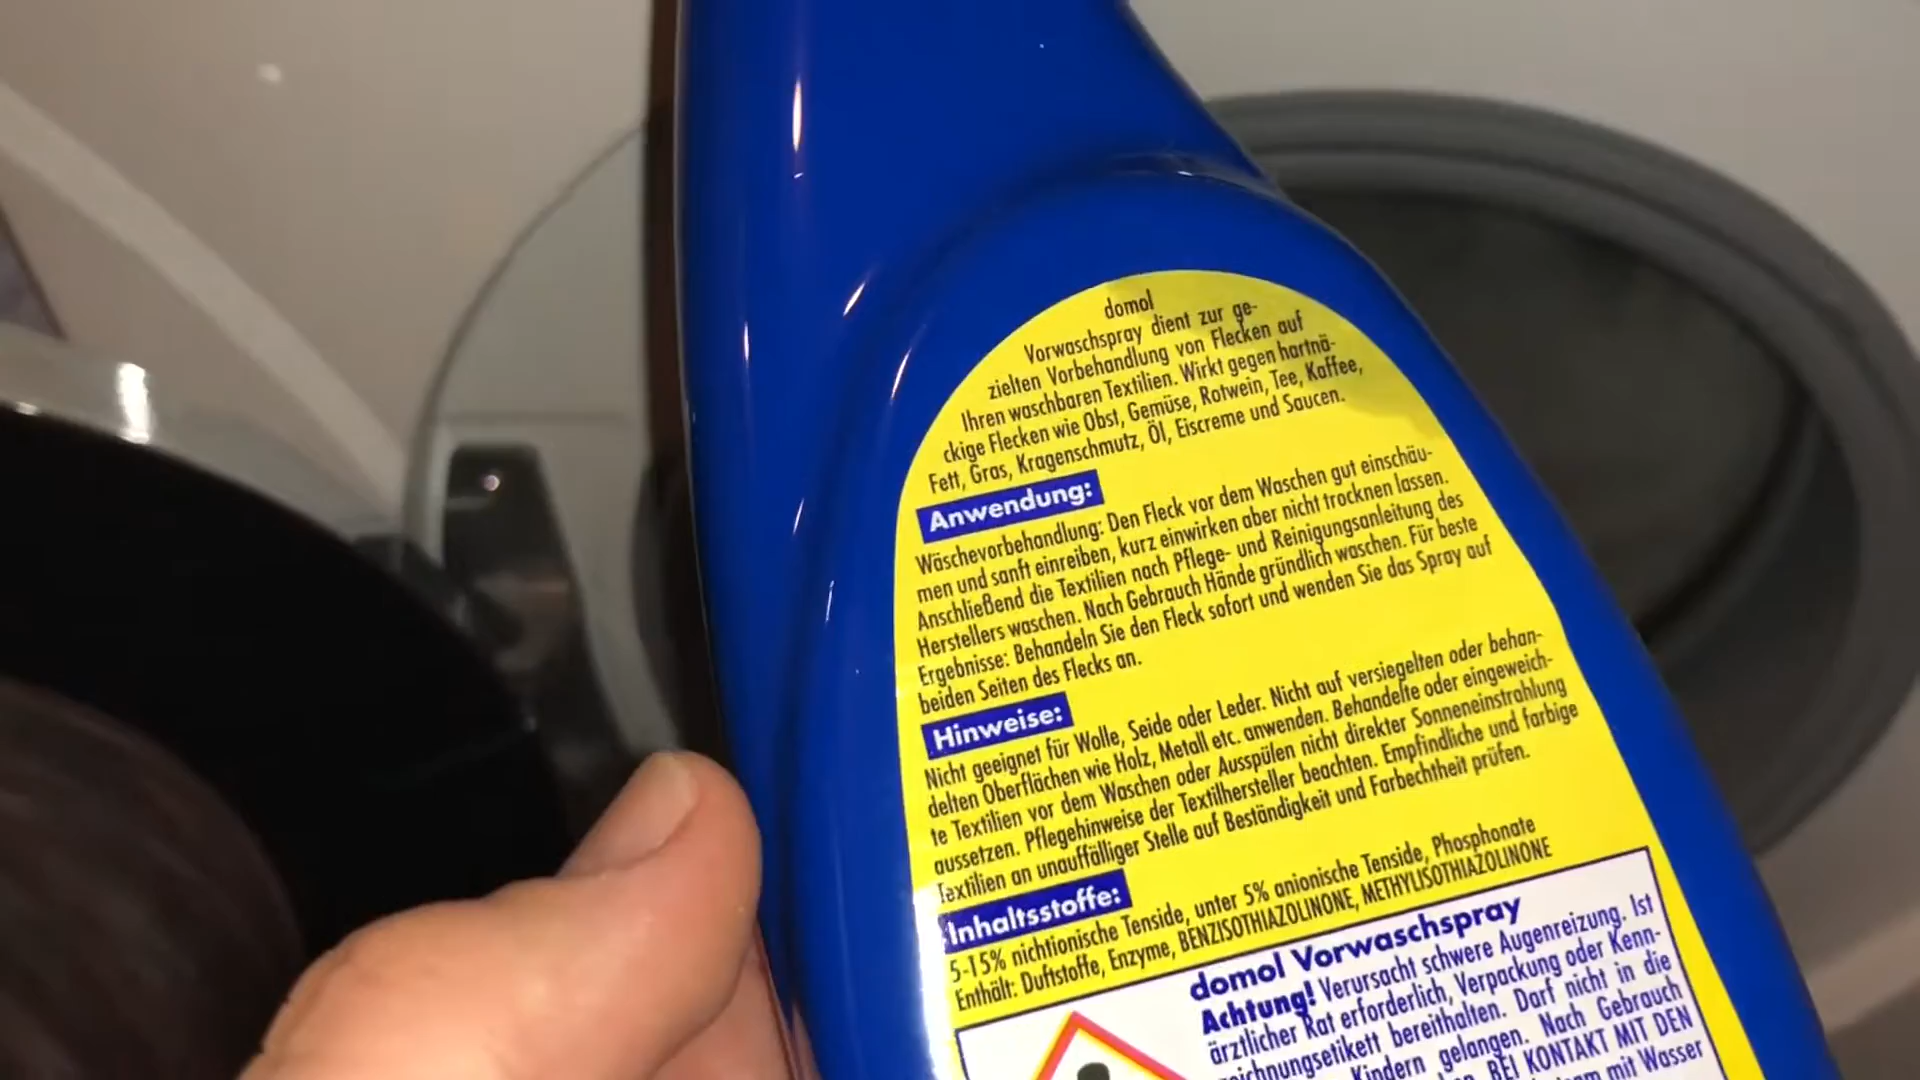 domol
Vorwaschspray dient zur ge-
zielten Vorbehandlung von Flecken auf
Ihren waschbaren Textilien. Wirkt gegen hartnä-
ckige Flecken wie Obst, Gemüse, Rotwein, Tee, Kaffee,
Fett, Gras, Kragenschmutz, Öl, Eiscreme und Saucen.
Anwendung:
Wäschevorbehandlung: Den Fleck vor dem Waschen gut einschäu-
men und sanft einreiben, kurz einwirken aber nicht trocknen lassen.
Anschließend die Textilien nach Pflege- und Reinigungsanleitung des
Herstellers waschen. Nach Gebrauch Hände gründlich waschen. Für beste
Ergebnisse: Behandeln Sie den Fleck sofort und wenden Sie das Spray auf
beiden Seiten des Flecks an.
Hinweise:
Nicht geeignet für Wolle, Seide oder Leder. Nicht auf versiegelten oder behan-
delten Oberflächen wie Holz, Metall etc. anwenden. Behandelte oder eingeweich-
te Textilien vor dem Waschen oder Ausspülen nicht direkter Sonneneinstrahlung
aussetzen. Pflegehinweise der Textilhersteller beachten. Empfindliche und farbige
Textilien an unauffälliger Stelle auf Beständigkeit und Farbechtheit prüfen.
Inhaltsstoffe:
5-15% nichtionische Tenside, unter 5% anionische Tenside, Phosphonate
Enthält: Duftstoffe, Enzyme, BENZISOTHIAZOLINONE, METHYLISOTHIAZOLINONE
domol Vorwaschspray
Achtung! Verursacht schwere Augenreizung. Ist
ärztlicher Rat erforderlich, Verpackung oder Kenn-
zeichnungsetikett bereithalten. Darf nicht in die
Kindern gelangen. Nach Gebrauch
BEI KONTAKT MIT DEN
mit Wasser